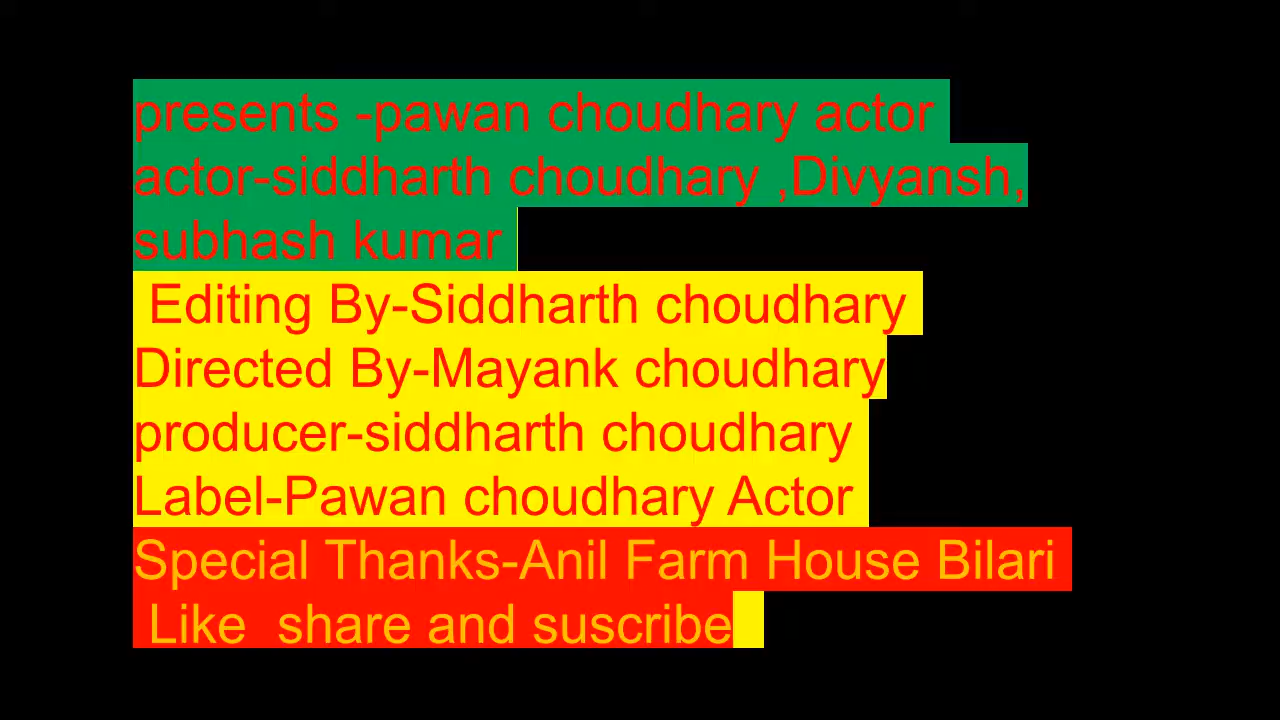 presents -pawan choudhary actor
actor-siddharth choudhary ,Divyansh,
subhash kumar
Editing By-Siddharth choudhary
Directed By-Mayank choudhary
producer-siddharth choudhary
Label-Pawan choudhary Actor
Special Thanks-Anil Farm House Bilari
Like  share and suscribe